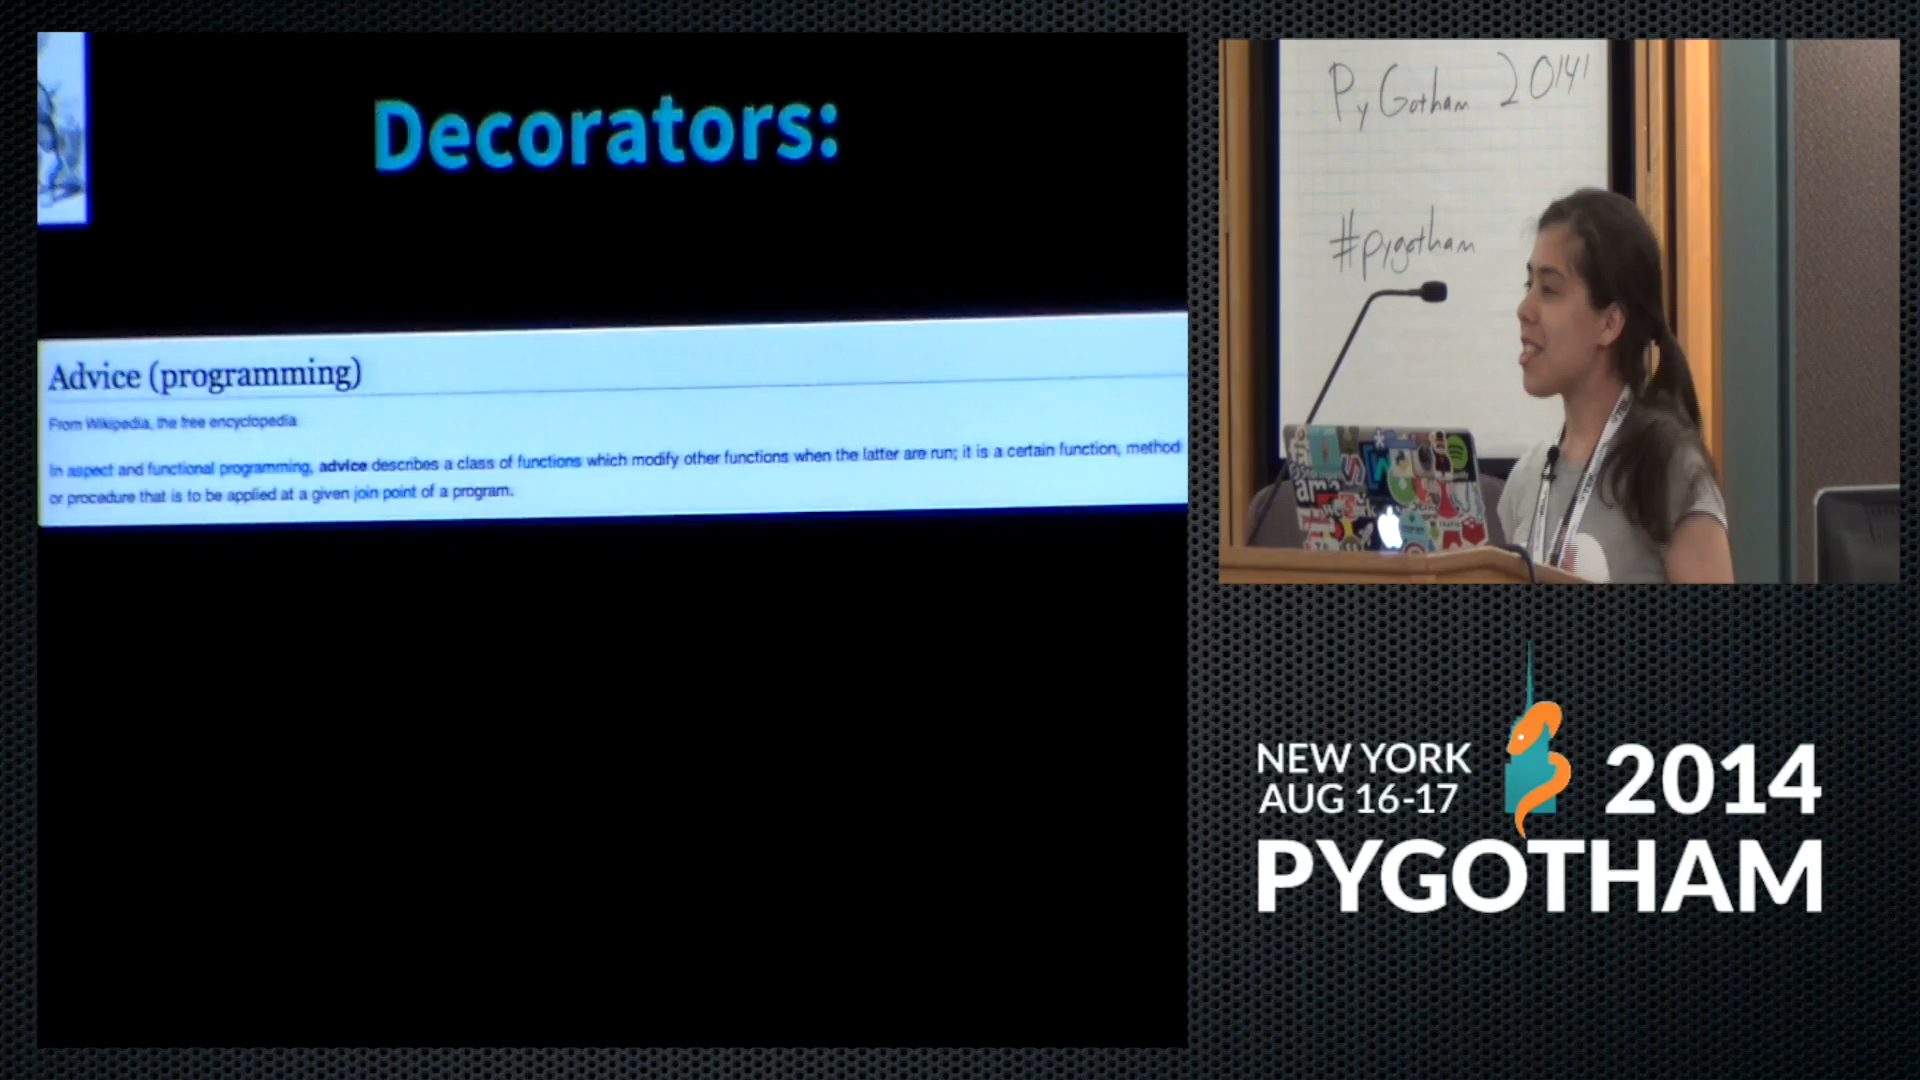 Decorators:
Advice (programming)
From Wikipedia, the free encyclopedia
In aspect and functional programming, advice describes a class of functions which modify other functions when the latter are run; it is a certain function, method
or procedure that is to be applied at a given join point of a program.
PyGotham 2014!
#pygotham
NEW YORK
AUG 16-17
2014
PYGOTHAM